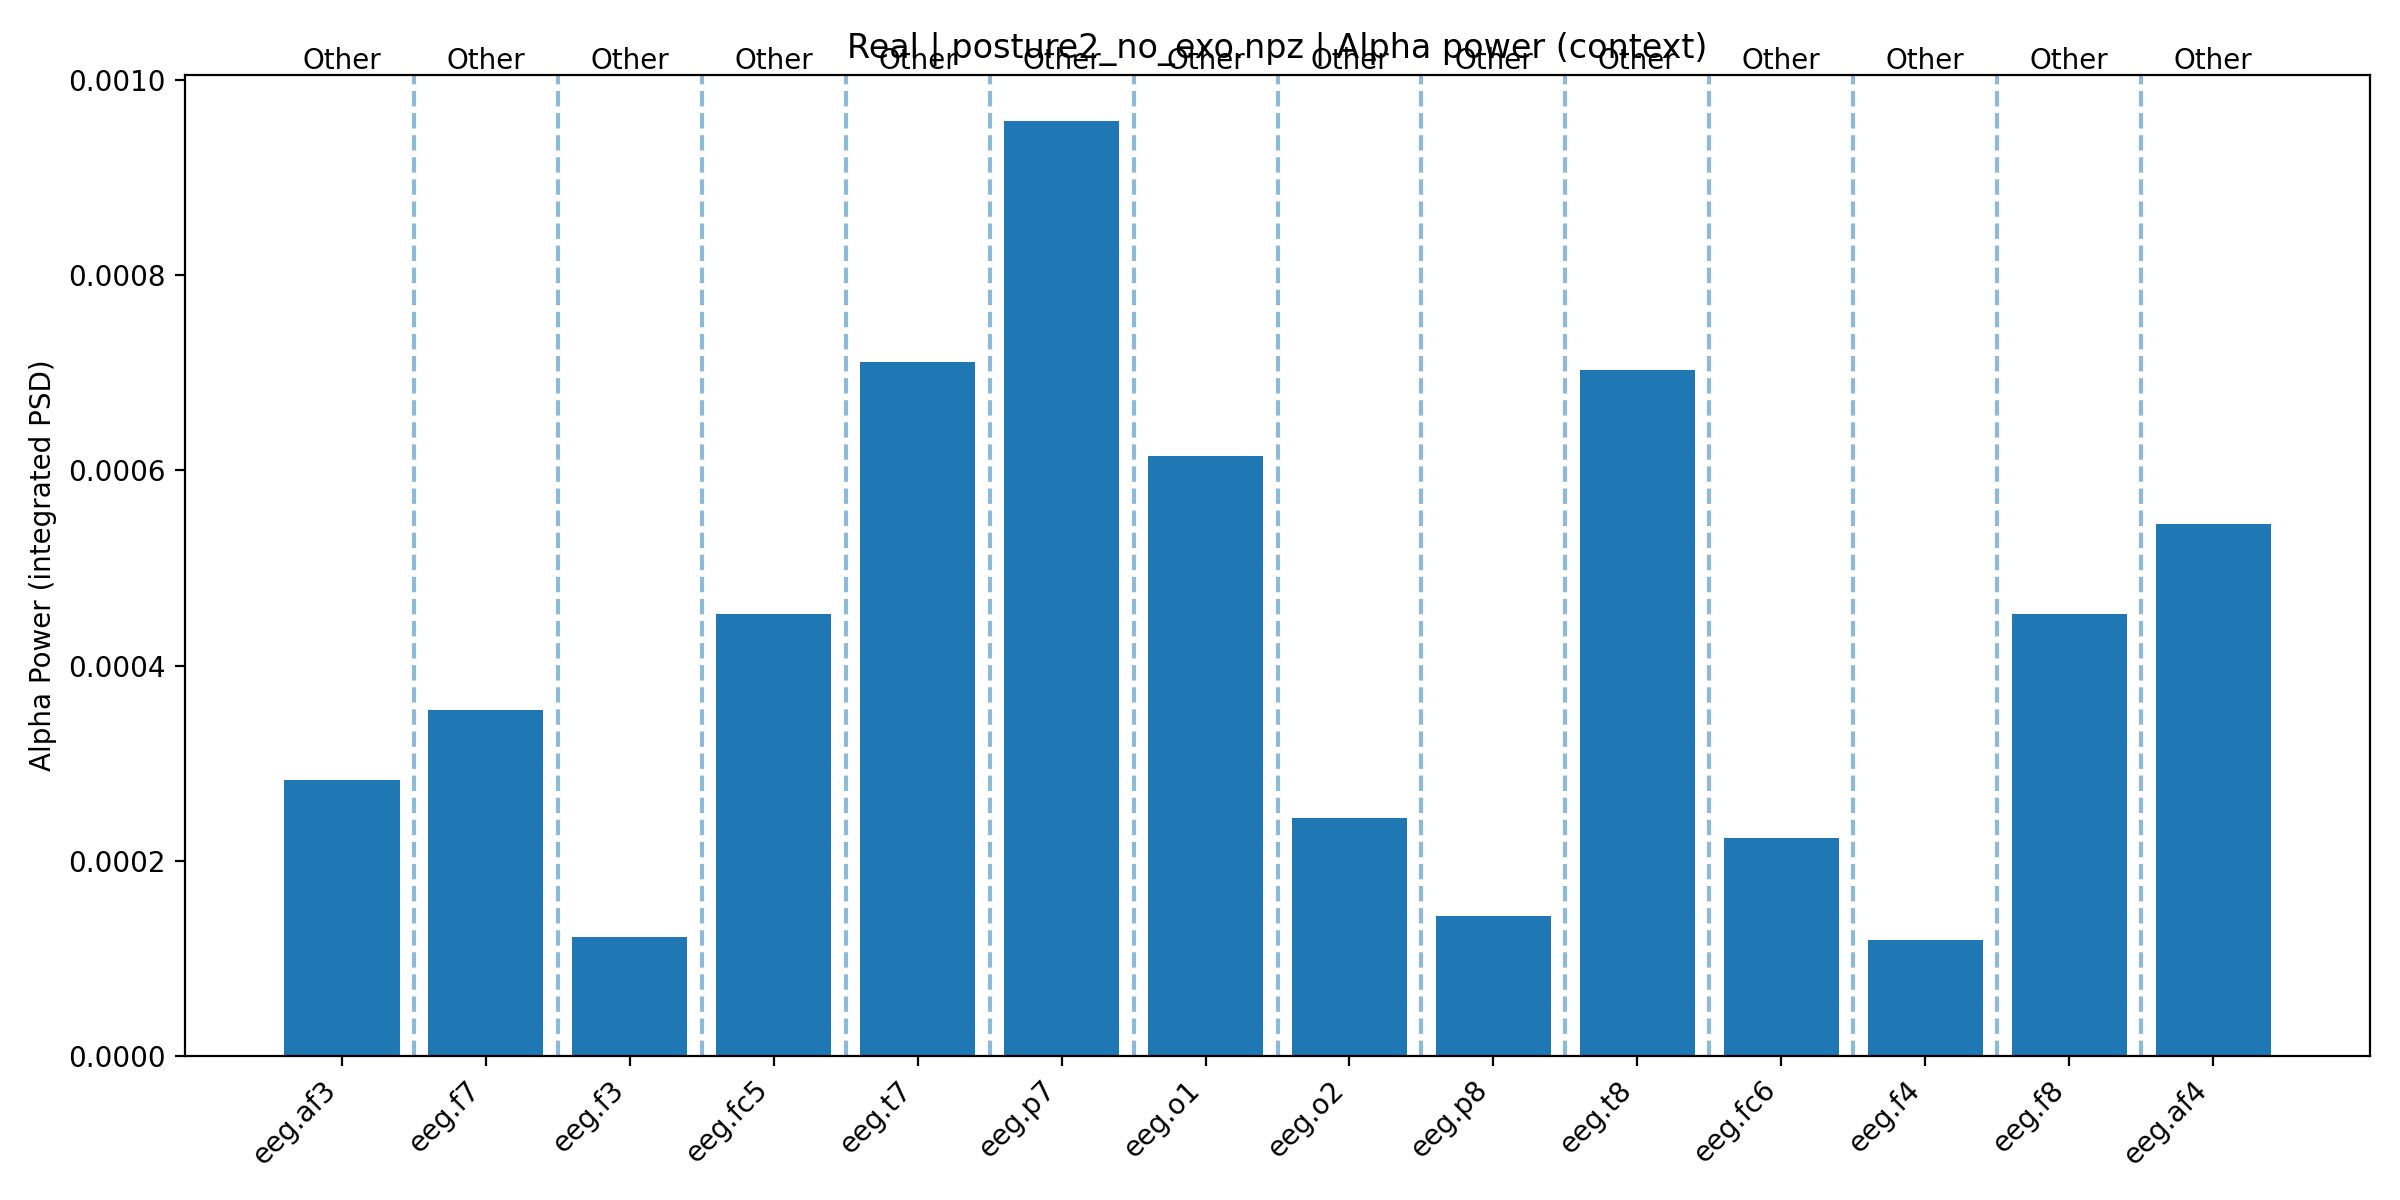 Real | posture2_no_exo.npz | Alpha power (context)
Other Other Other Other Other Other Other Other Other Other Other Other Other Other
0.0010
0.0008
0.0006
0.0004
0.0002
0.0000
Alpha Power (integrated PSD)
eeg.af3 eeg.f7 eeg.f3 eeg.fc5 eeg.t7 eeg.p7 eeg.o1 eeg.o2 eeg.p8 eeg.t8 eeg.fc6 eeg.f4 eeg.f8 eeg.af4